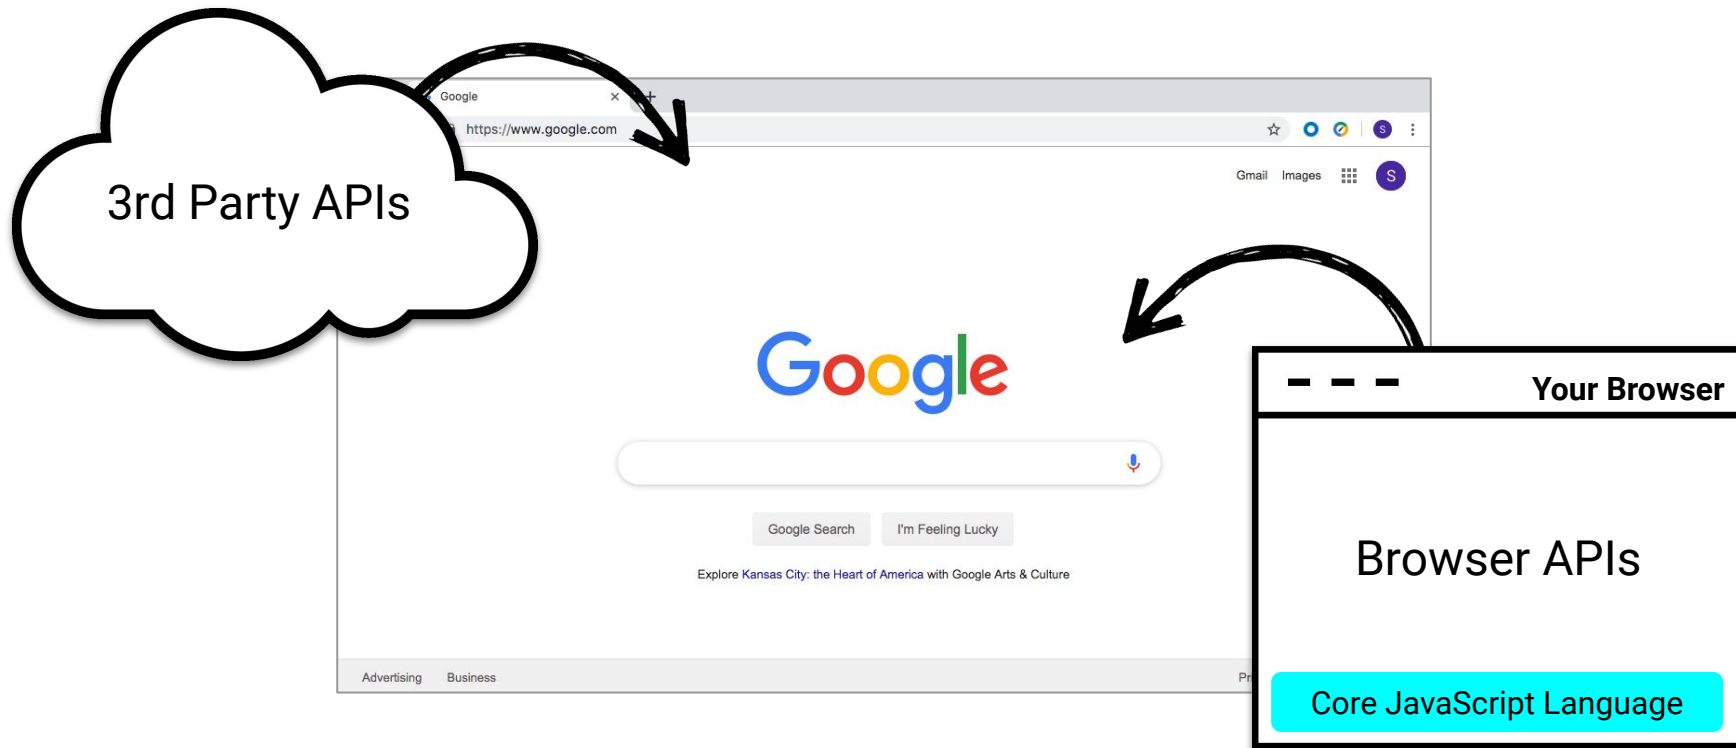 Google
https://www.google.com
S
Gmail Images
S
3rd Party APIs
Google
Your Browser
Google Search
I'm Feeling Lucky
Browser APIs
Explore Kansas City: the Heart of America with Google Arts & Culture
Advertising Business
Core JavaScript Language